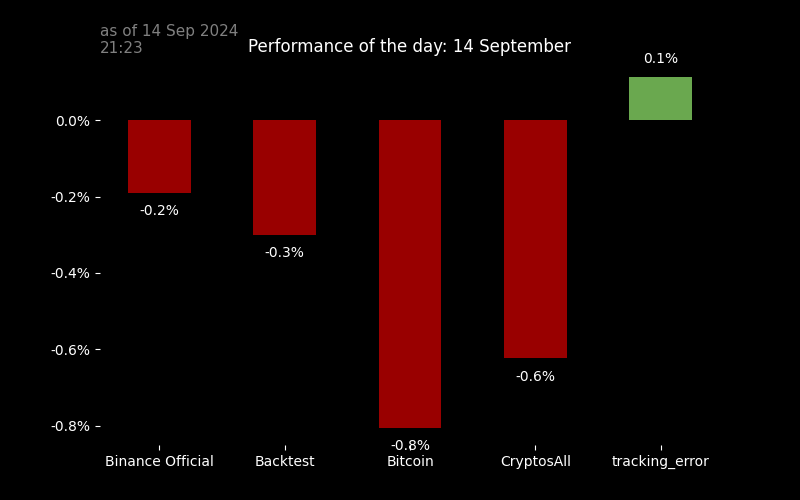 as of 14 Sep 2024
21:23
Performance of the day: 14 September
0.1%
0.0%
-0.2%
-0.4%
-0.6%
-0.8%
-0.2%
-0.3%
-0.8%
-0.6%
Binance Official
Backtest
Bitcoin
CryptosAll
tracking_error